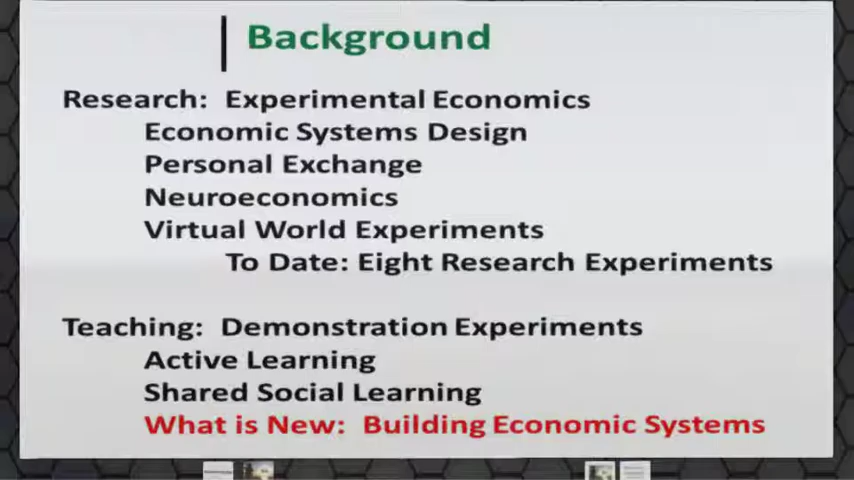 Background
Research: Experimental Economics
Economic Systems Design
Personal Exchange
Neuroeconomics
Virtual World Experiments
To Date: Eight Research Experiments
Teaching: Demonstration Experiments
Active Learning
Shared Social Learning
What is New: Building Economic Systems